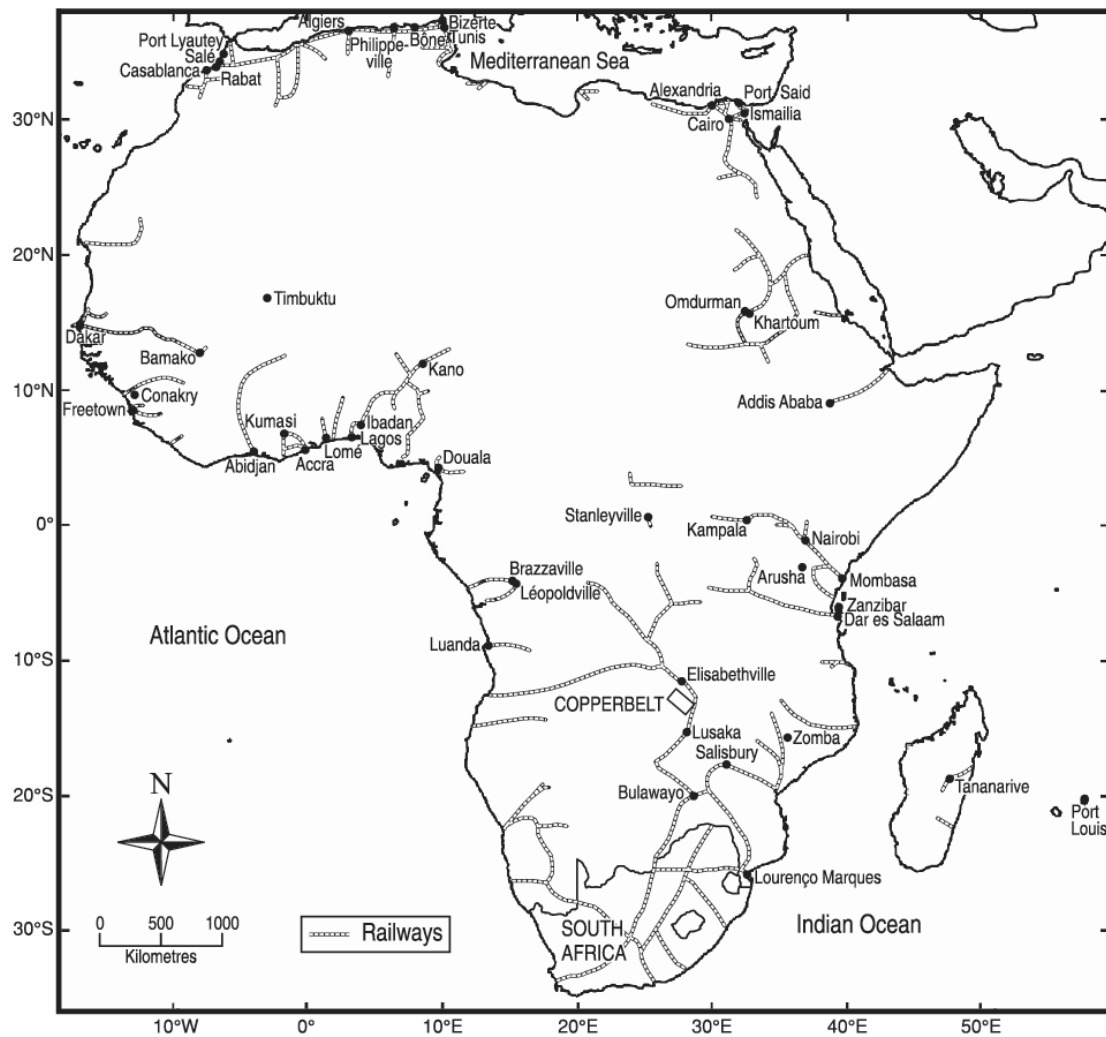 Algiers
Bizerte
Port Lyautey
Bône
Tunis
Salé
Philippe-
ville
Casablanca
Rabat
Mediterranean Sea
Alexandria
Port Said
Ismailia
Cairo
30°N
20°N
Timbuktu
Omdurman
Khartoum
Dakar
Bamako
Kano
10°N
Conakry
Addis Ababa
Freetown
Kumasi
Ibadan
Lagos
Lomé
Accra
Abidjan
Douala
0°
Stanleyville
Kampala
Nairobi
Brazzaville
Arusha
Mombasa
Léopoldville
Zanzibar
Dar es Salaam
Atlantic Ocean
Luanda
10°S
Elisabethville
COPPERBELT
Lusaka
Zomba
Salisbury
N
Bulawayo
Tananarive
20°S
Port
Louis
Lourenço Marques
0 500 1000
Kilometres
Railways
SOUTH
AFRICA
Indian Ocean
30°S
10°W 0° 10°E 20°E 30°E 40°E 50°E